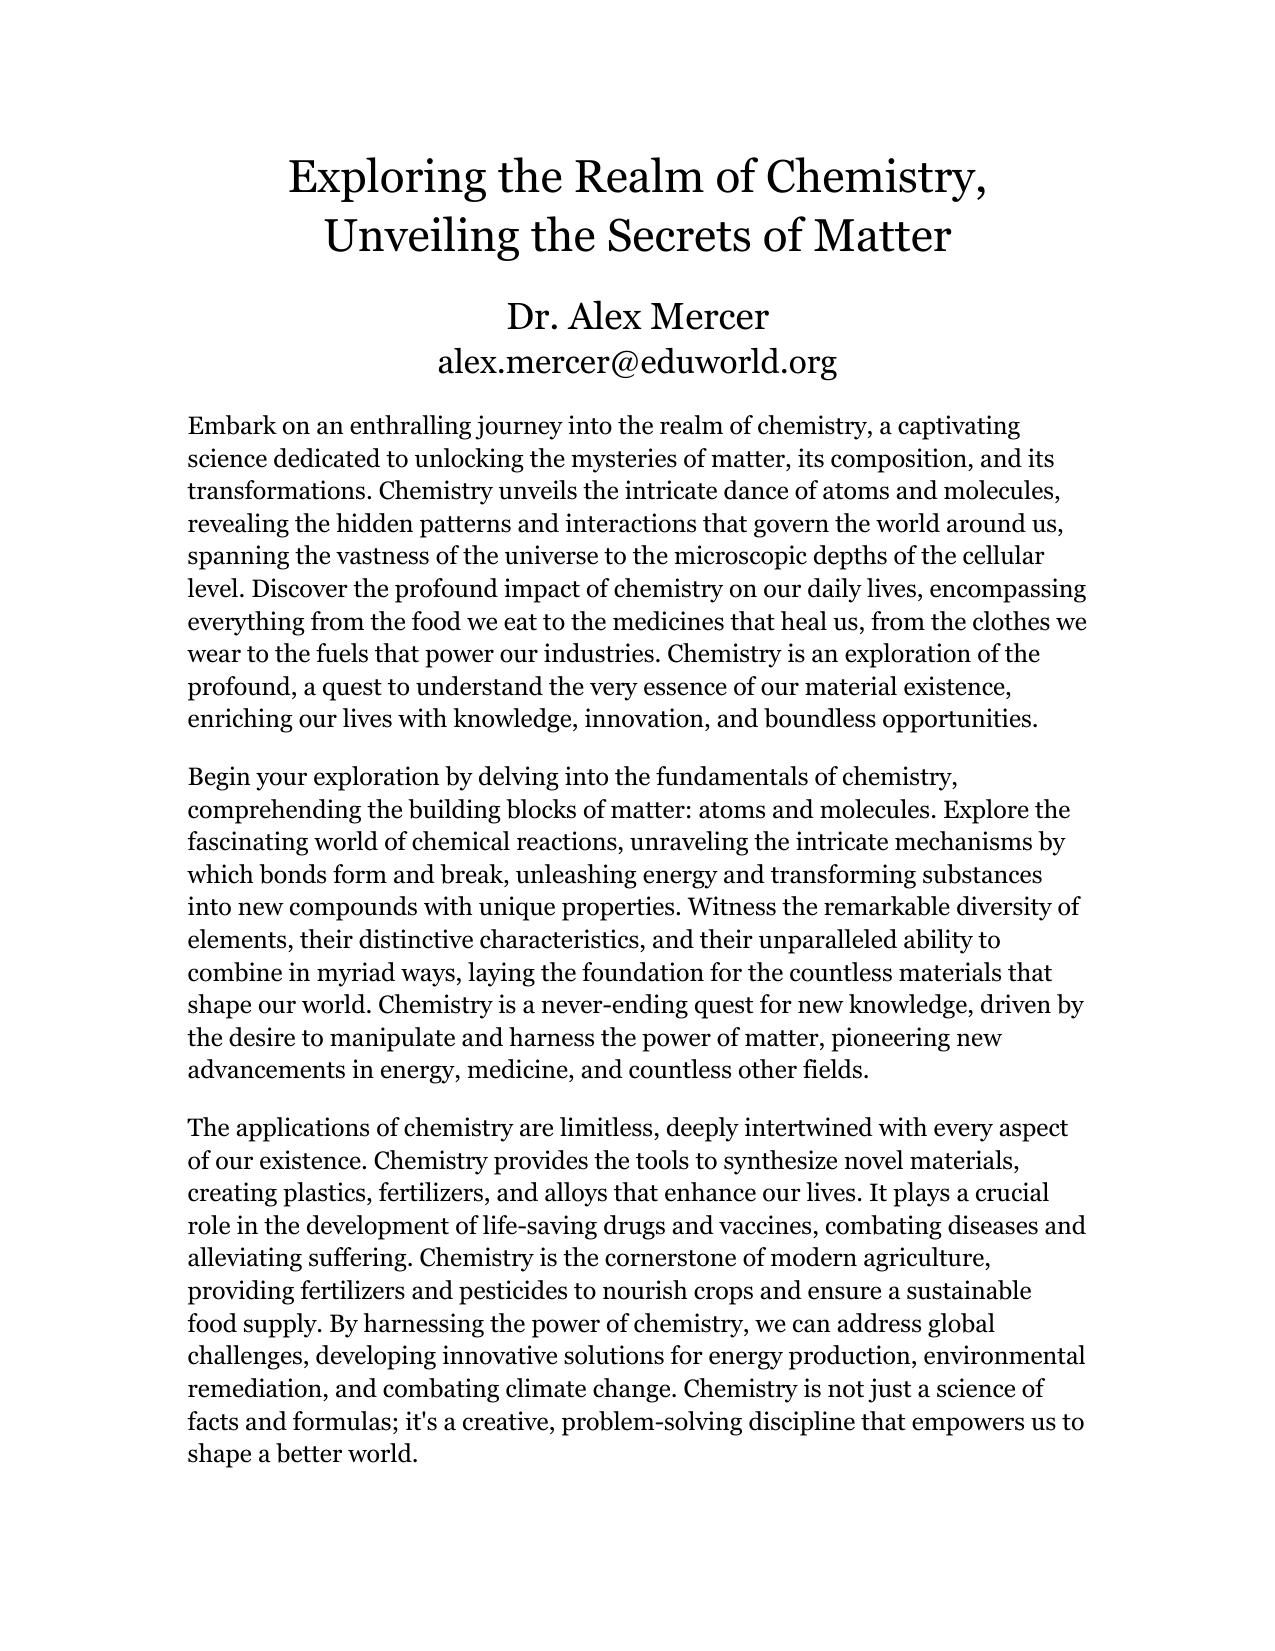 Exploring the Realm of Chemistry,
Unveiling the Secrets of Matter
Dr. Alex Mercer
alex.mercer@eduworld.org
Embark on an enthralling journey into the realm of chemistry, a captivating
science dedicated to unlocking the mysteries of matter, its composition, and its
transformations. Chemistry unveils the intricate dance of atoms and molecules,
revealing the hidden patterns and interactions that govern the world around us,
spanning the vastness of the universe to the microscopic depths of the cellular
level. Discover the profound impact of chemistry on our daily lives, encompassing
everything from the food we eat to the medicines that heal us, from the clothes we
wear to the fuels that power our industries. Chemistry is an exploration of the
profound, a quest to understand the very essence of our material existence,
enriching our lives with knowledge, innovation, and boundless opportunities.
Begin your exploration by delving into the fundamentals of chemistry,
comprehending the building blocks of matter: atoms and molecules. Explore the
fascinating world of chemical reactions, unraveling the intricate mechanisms by
which bonds form and break, unleashing energy and transforming substances
into new compounds with unique properties. Witness the remarkable diversity of
elements, their distinctive characteristics, and their unparalleled ability to
combine in myriad ways, laying the foundation for the countless materials that
shape our world. Chemistry is a never-ending quest for new knowledge, driven by
the desire to manipulate and harness the power of matter, pioneering new
advancements in energy, medicine, and countless other fields.
The applications of chemistry are limitless, deeply intertwined with every aspect
of our existence. Chemistry provides the tools to synthesize novel materials,
creating plastics, fertilizers, and alloys that enhance our lives. It plays a crucial
role in the development of life-saving drugs and vaccines, combating diseases and
alleviating suffering. Chemistry is the cornerstone of modern agriculture,
providing fertilizers and pesticides to nourish crops and ensure a sustainable
food supply. By harnessing the power of chemistry, we can address global
challenges, developing innovative solutions for energy production, environmental
remediation, and combating climate change. Chemistry is not just a science of
facts and formulas; it's a creative, problem-solving discipline that empowers us to
shape a better world.